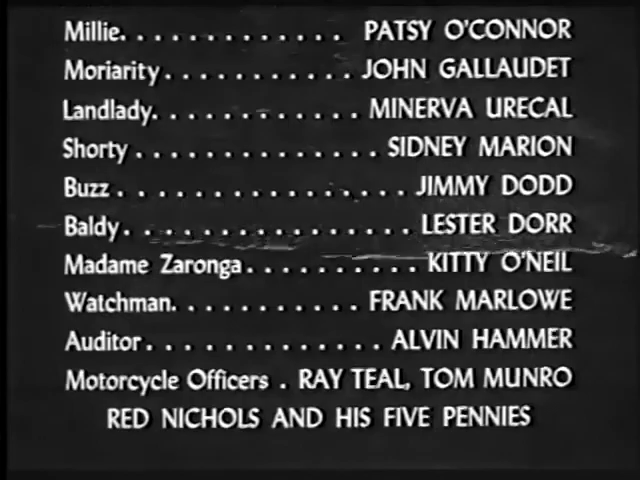 Millie. . . . . . . . . . . . . PATSY O'CONNOR
Moriarity . . . . . . . . . . . JOHN GALLAUDET
Landlady. . . . . . . . . . . . MINERVA URECAL
Shorty . . . . . . . . . . . . . SIDNEY MARION
Buzz . . . . . . . . . . . . . . . JIMMY DODD
Baldy . . . . . . . . . . . . . . . LESTER DORR
Madame Zaronga . . . . . . . . . KITTY O'NEIL
Watchman. . . . . . . . . . . FRANK MARLOWE
Auditor . . . . . . . . . . . . . ALVIN HAMMER
Motorcycle Officers . RAY TEAL, TOM MUNRO
RED NICHOLS AND HIS FIVE PENNIES